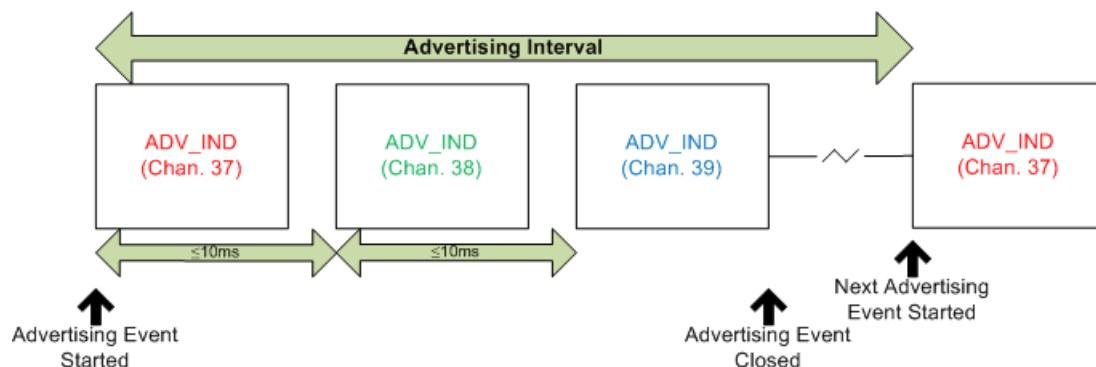 Advertising Interval
ADV_IND
(Chan. 37)
ADV_IND
(Chan. 38)
ADV_IND
(Chan. 39)
ADV_IND
(Chan. 37)
≤10ms
≤10ms
Advertising Event
Started
Advertising Event
Closed
Next Advertising
Event Started